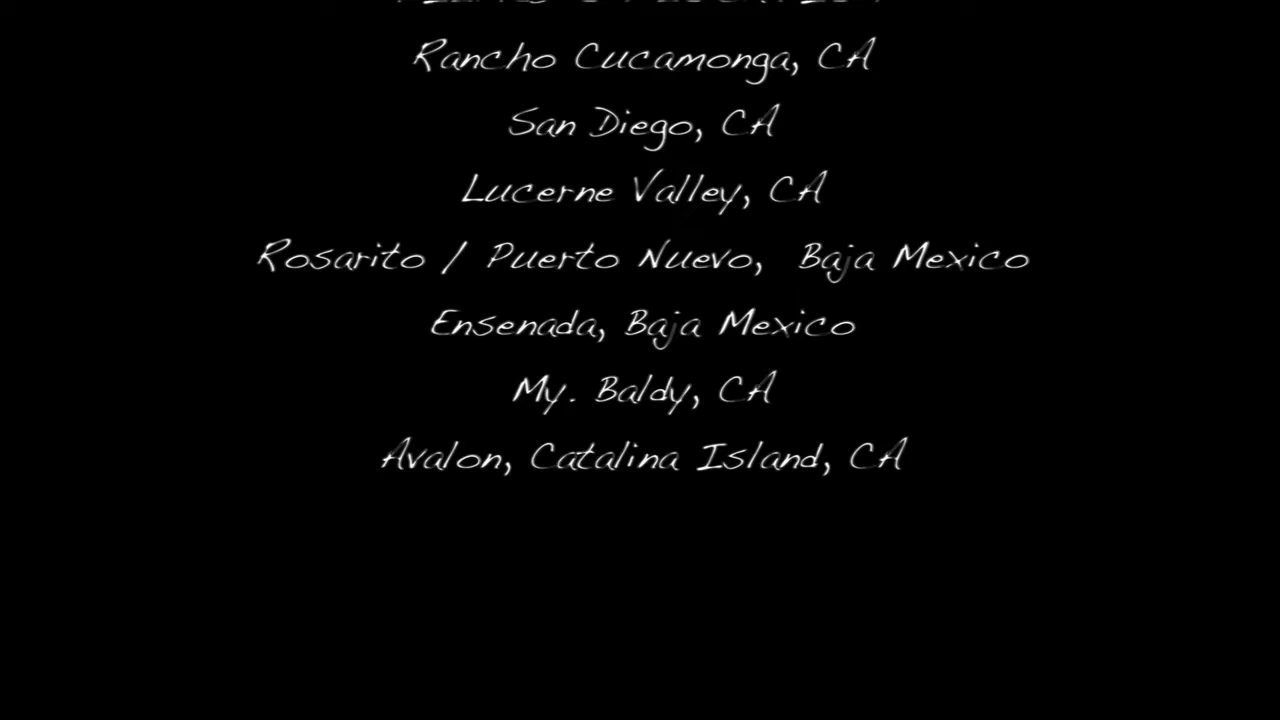 Rancho Cucamonga, CA
San Diego, CA
Lucerne Valley, CA
Rosarito / Puerto Nuevo, Baja Mexico
Ensenada, Baja Mexico
My. Baldy, CA
Avalon, Catalina Island, CA